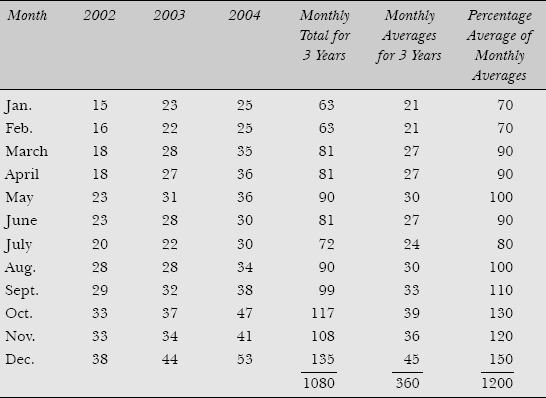 Month 2002 2003 2004 Monthly Monthly Percentage
Total for Averages Average of
3 Years for 3 Years Monthly
Averages
Jan. 15 23 25 63 21 70
Feb. 16 22 25 63 21 70
March 18 28 35 81 27 90
April 18 27 36 81 27 90
May 23 31 36 90 30 100
June 23 28 30 81 27 90
July 20 22 30 72 24 80
Aug. 28 28 34 90 30 100
Sept. 29 32 38 99 33 110
Oct. 33 37 47 117 39 130
Nov. 33 34 41 108 36 120
Dec. 38 44 53 135 45 150
1080 360 1200